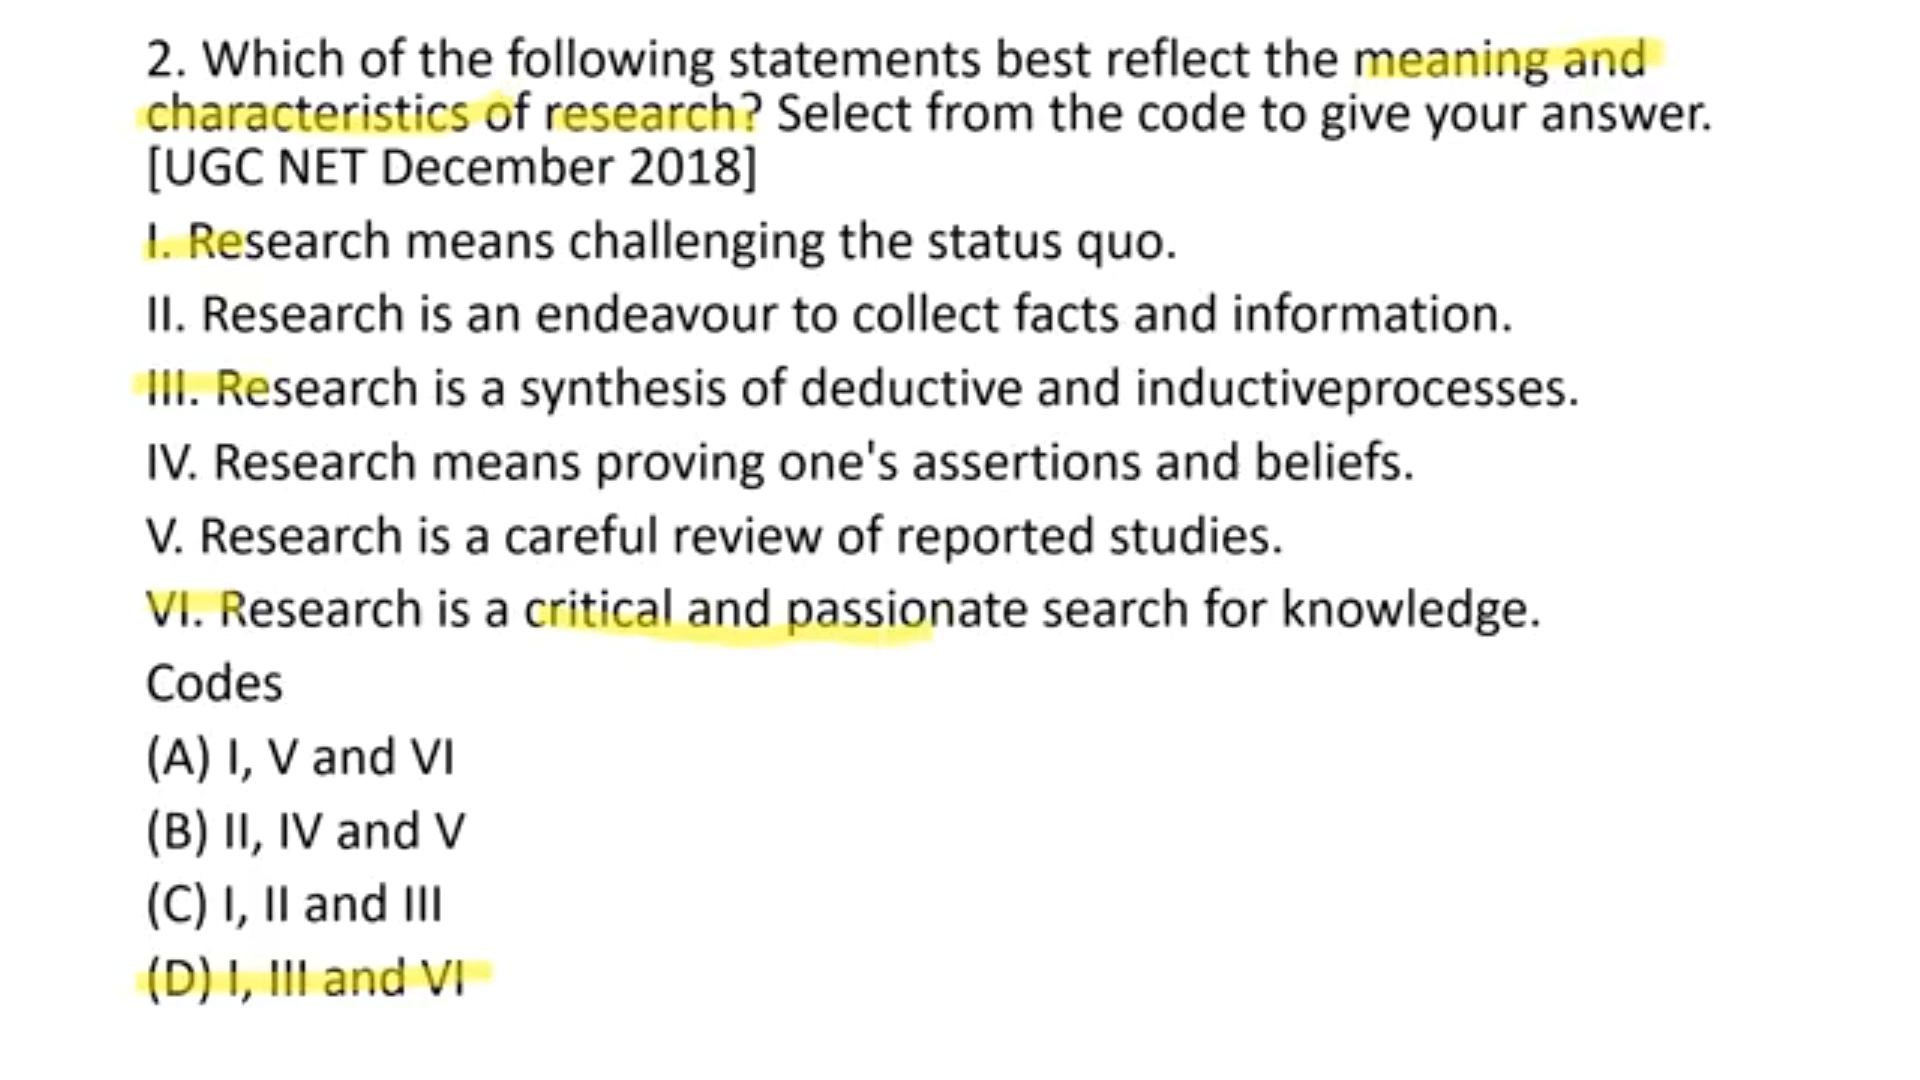 2. Which of the following statements best reflect the meaning and
characteristics of research? Select from the code to give your answer.
[UGC NET December 2018]
I. Research means challenging the status quo.
II. Research is an endeavour to collect facts and information.
III. Research is a synthesis of deductive and inductiveprocesses.
IV. Research means proving one's assertions and beliefs.
V. Research is a careful review of reported studies.
VI. Research is a critical and passionate search for knowledge.
Codes
(A) I, V and VI
(B) II, IV and V
(C) I, II and III
(D) I, III and VI